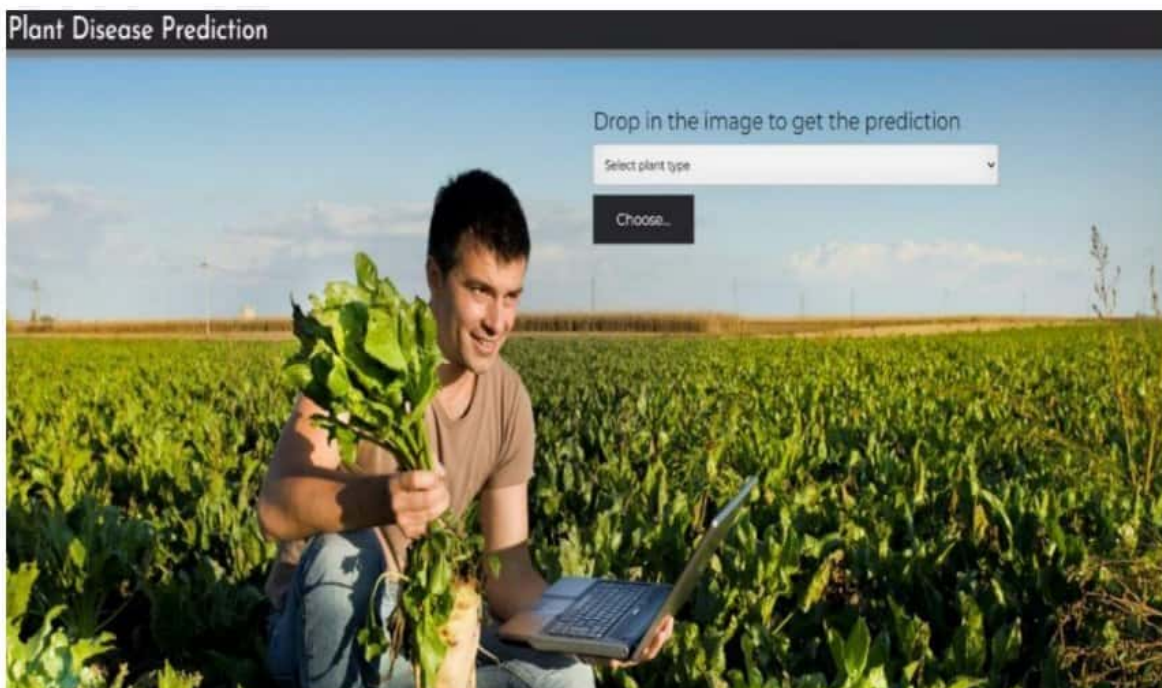 Plant Disease Prediction
Drop in the image to get the prediction
Select plant type
Choose...